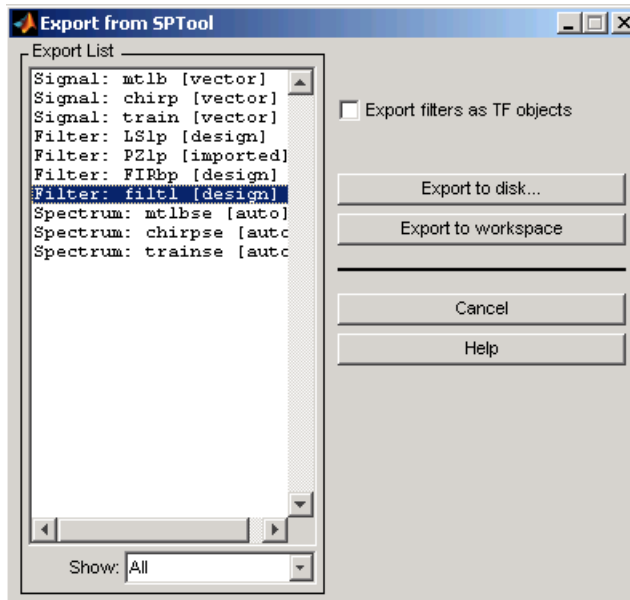 Export from SPTool
Export List
Signal: mtlb [vector]
Signal: chirp [vector]
Signal: train [vector]
Filter: LSlp [design]
Filter: PZlp [imported]
Filter: FIRbp [design]
Filter: filt1 [design]
Spectrum: mtlbse [auto]
Spectrum: chirpse [auto
Spectrum: trainse [auto
Show: All
Export filters as TF objects
Export to disk...
Export to workspace
Cancel
Help